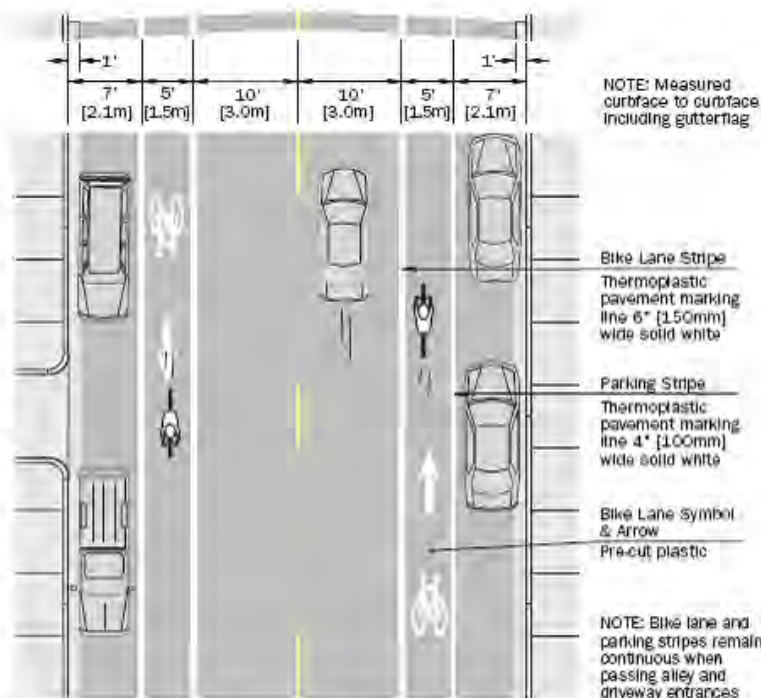 1' 1'
7' 5' 10' 10' 5' 7'
[2.1m] [1.5m] [3.0m] [3.0m] [1.5m] [2.1m]
NOTE: Measured
curbface to curbface
including gutterflag
Bike Lane Stripe
Thermoplastic
pavement marking
line 6" [150mm]
wide solid white
Parking Stripe
Thermoplastic
pavement marking
line 4" [100mm]
wide solid white
Bike Lane Symbol
& Arrow
Pre-cut plastic
NOTE: Bike lane and
parking stripes remain
continuous when
passing alley and
driveway entrances